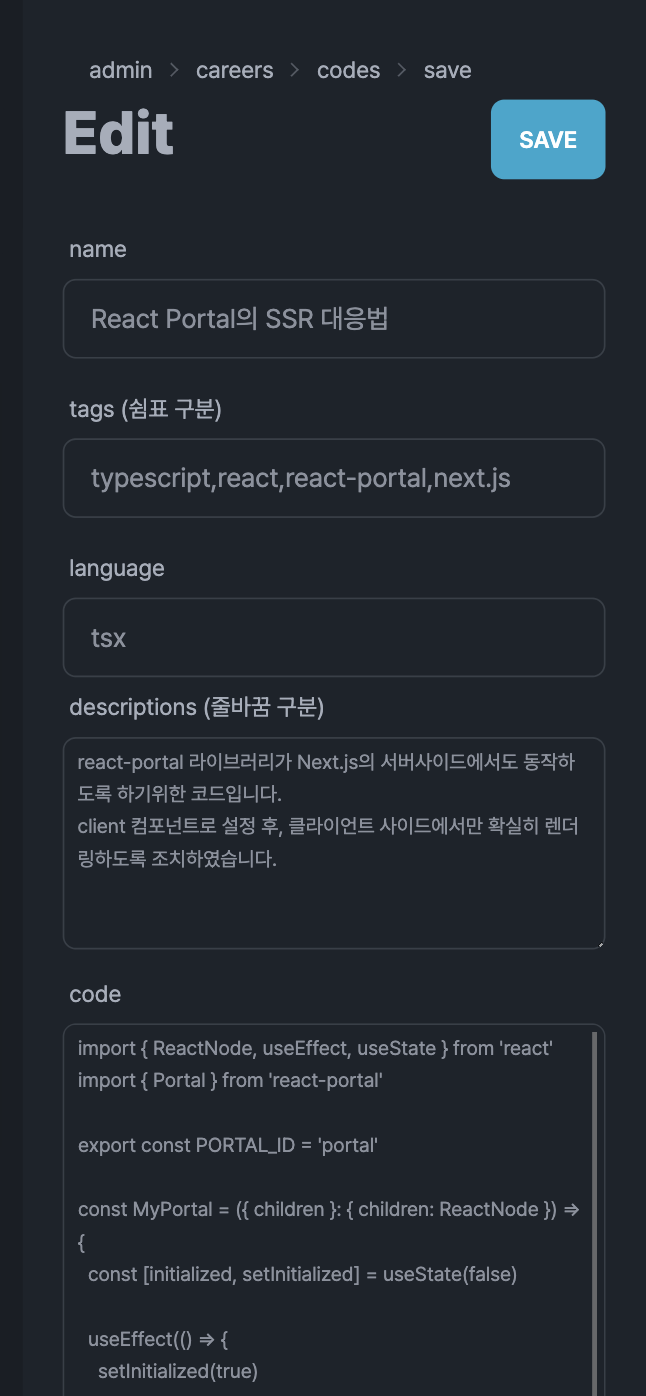 admin > careers > codes > save
Edit
SAVE
name
React Portal의 SSR 대응법
tags (쉼표 구분)
typescript,react,react-portal,next.js
language
tsx
descriptions (줄바꿈 구분)
react-portal 라이브러리가 Next.js의 서버사이드에서도 동작하
도록 하기위한 코드입니다.
client 컴포넌트로 설정 후, 클라이언트 사이드에서만 확실히 렌더
링하도록 조치하였습니다.
code
import { ReactNode, useEffect, useState } from 'react'
import { Portal } from 'react-portal'
export const PORTAL_ID = 'portal'
const MyPortal = ({ children }: { children: ReactNode }) =>
{
const [initialized, setInitialized] = useState(false)
useEffect(() => {
setInitialized(true)